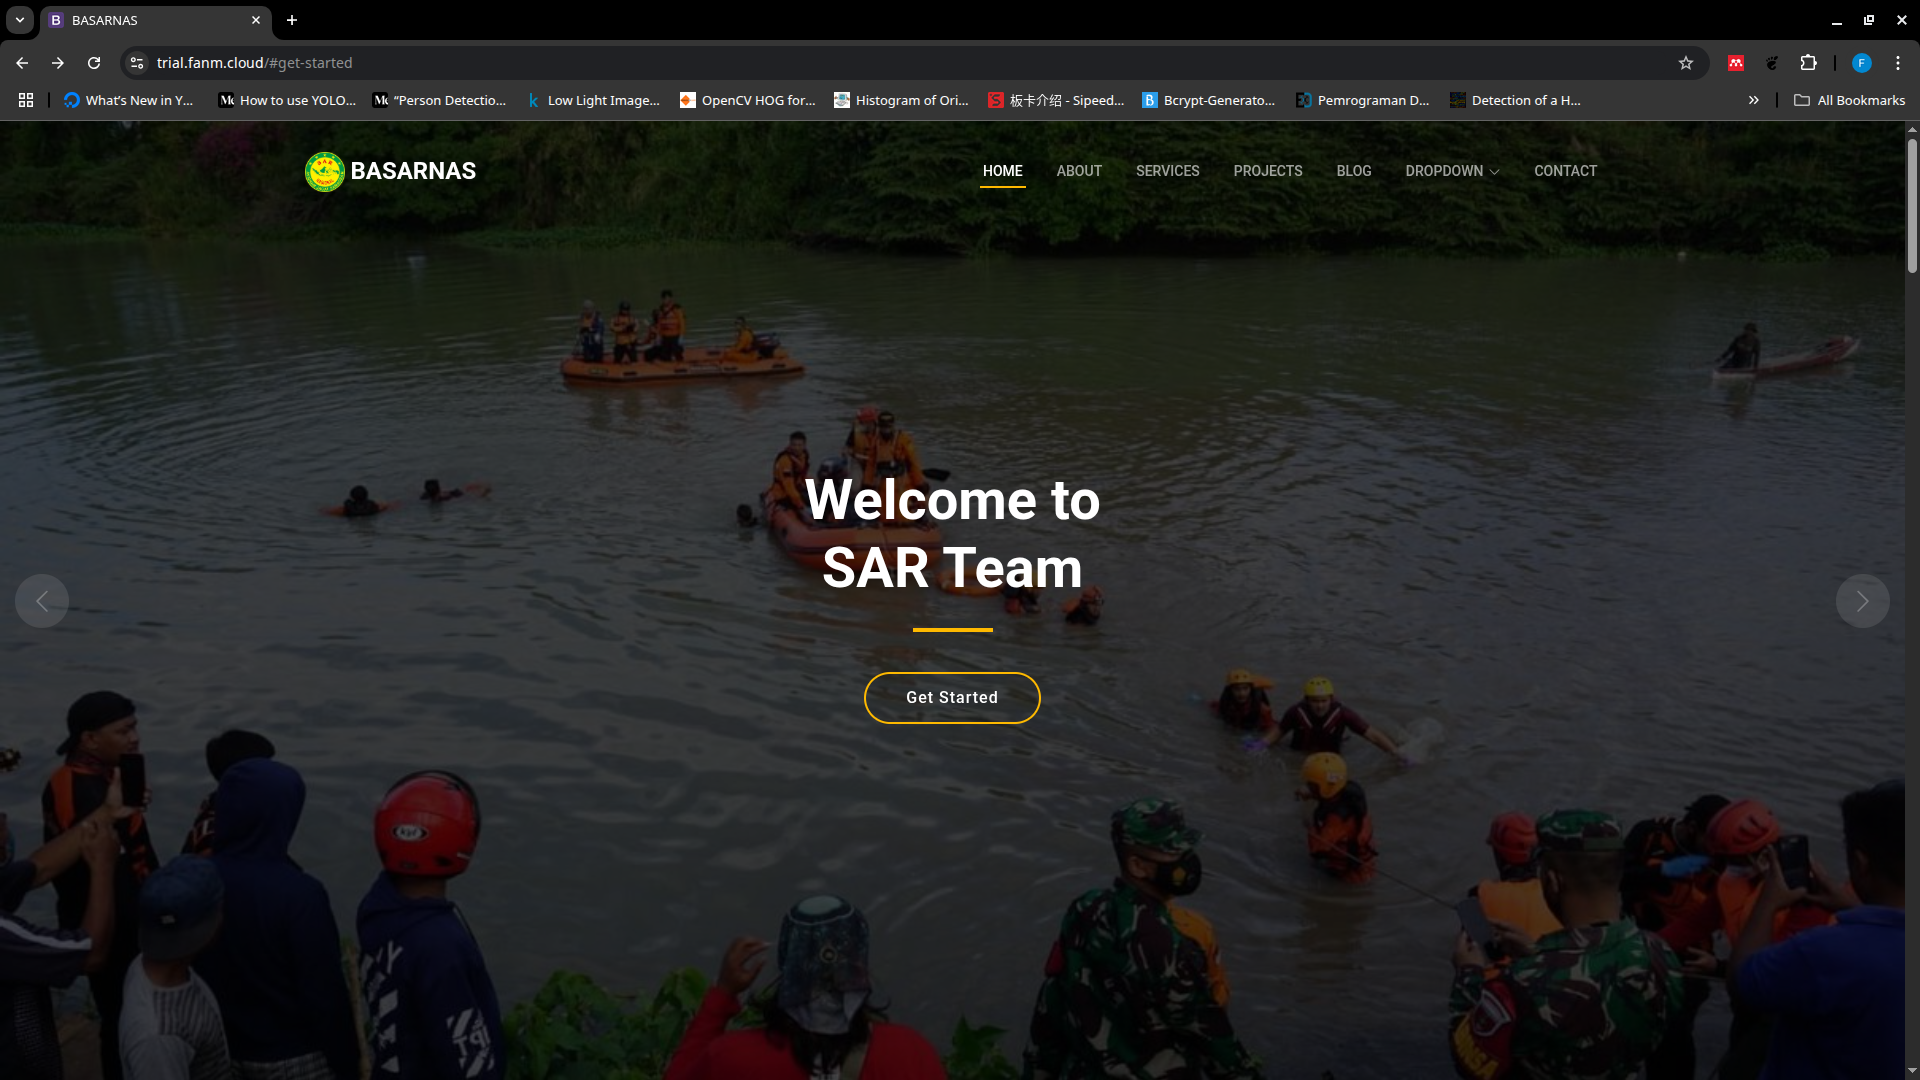 BASARNAS
trial.fanm.cloud/#get-started
What's New in Y...
How to use YOLO...
“Person Detectio...
Low Light Image...
OpenCV HOG for...
Histogram of Ori...
板卡介绍 - Sipeed...
Bcrypt-Generato...
Pemrograman D...
Detection of a H...
All Bookmarks
BASARNAS
HOME
ABOUT
SERVICES
PROJECTS
BLOG
DROPDOWN
CONTACT
Welcome to
SAR Team
Get Started